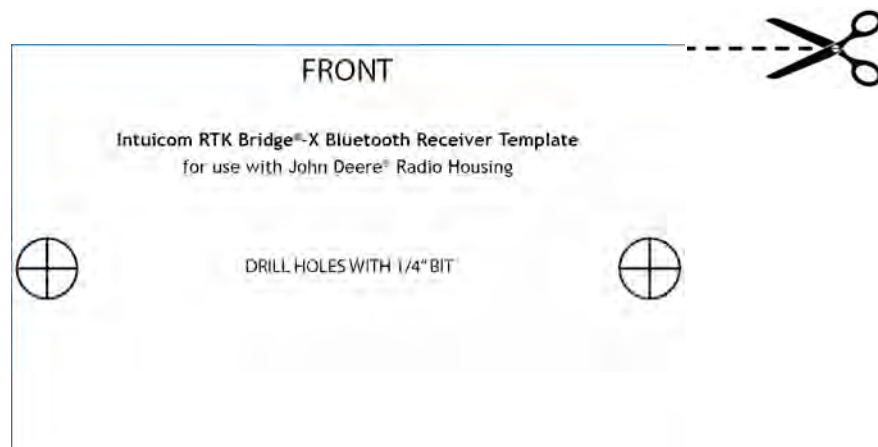 FRONT
Intuicom RTK Bridge®-X Bluetooth Receiver Template
for use with John Deere® Radio Housing
DRILL HOLES WITH 1/4" BIT